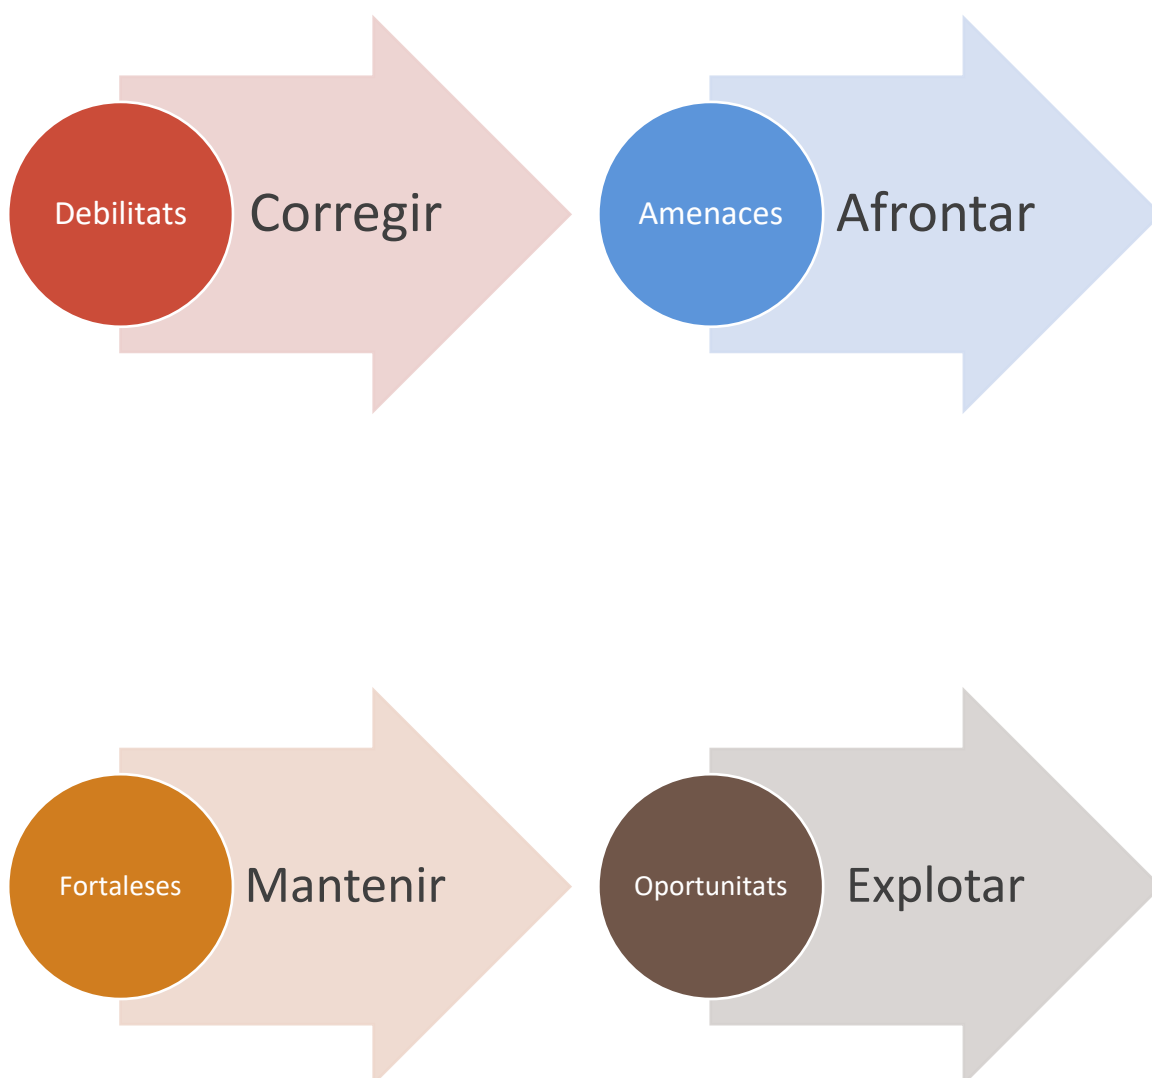 Debilitats
Corregir
Amenaces
Afrontar
Fortaleses
Mantenir
Oportunitats
Explotar